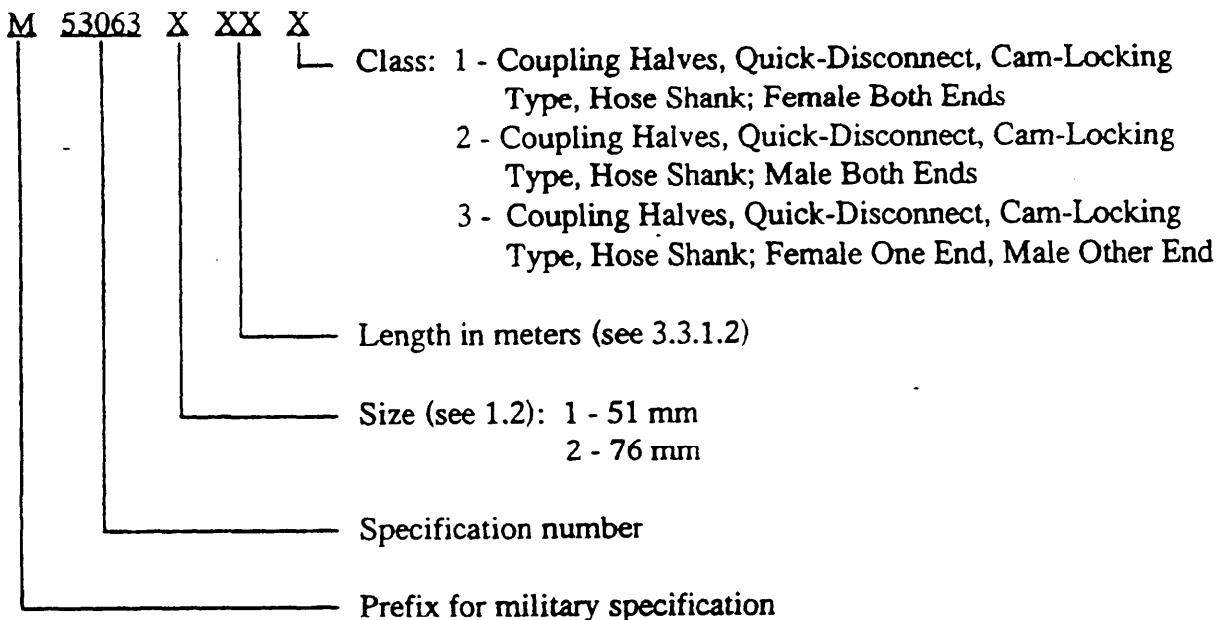 M 53063 X XX X
Class: 1 - Coupling Halves, Quick-Disconnect, Cam-Locking
Type, Hose Shank; Female Both Ends
2 - Coupling Halves, Quick-Disconnect, Cam-Locking
Type, Hose Shank; Male Both Ends
3 - Coupling Halves, Quick-Disconnect, Cam-Locking
Type, Hose Shank; Female One End, Male Other End
Length in meters (see 3.3.1.2)
Size (see 1.2): 1 - 51 mm
2 - 76 mm
Specification number
Prefix for military specification